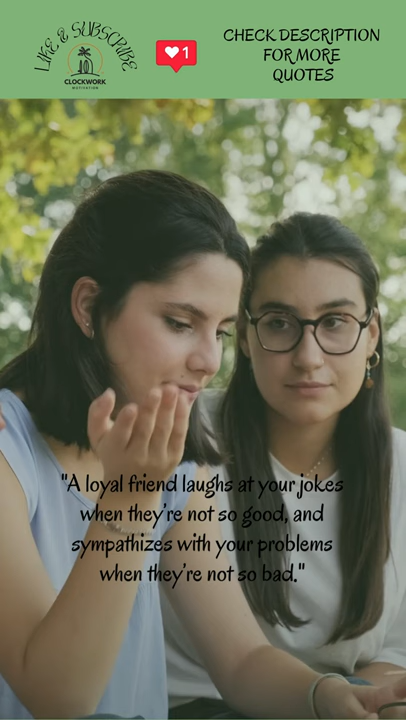 LIKE & SUBSCRIBE
CLOCKWORK
MOTIVATION
1
CHECK DESCRIPTION
FOR MORE
QUOTES
"A loyal friend laughs at your jokes
when they're not so good, and
sympathizes with your problems
when they're not so bad."